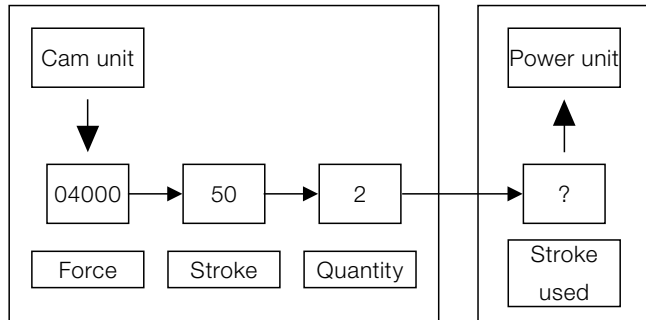 Cam unit
Power unit
04000
50
2
?
Force
Stroke
Quantity
Stroke
used